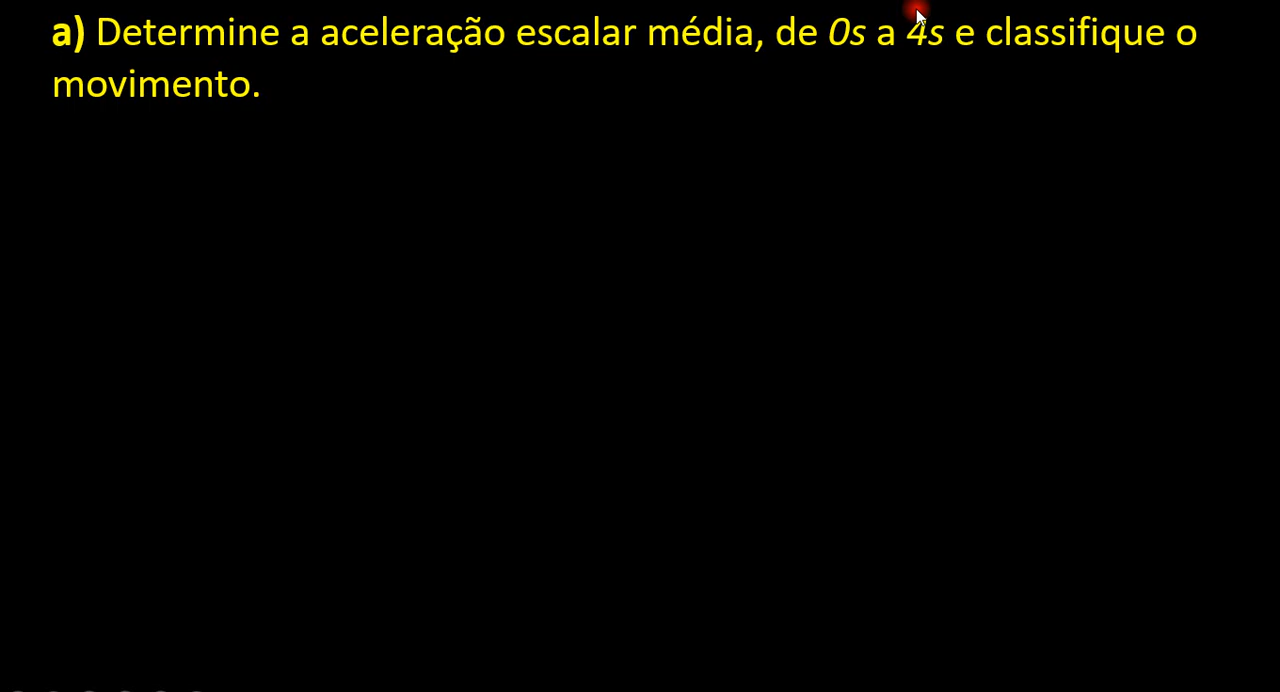 a) Determine a aceleração escalar média, de 0s a 4s e classifique o
movimento.